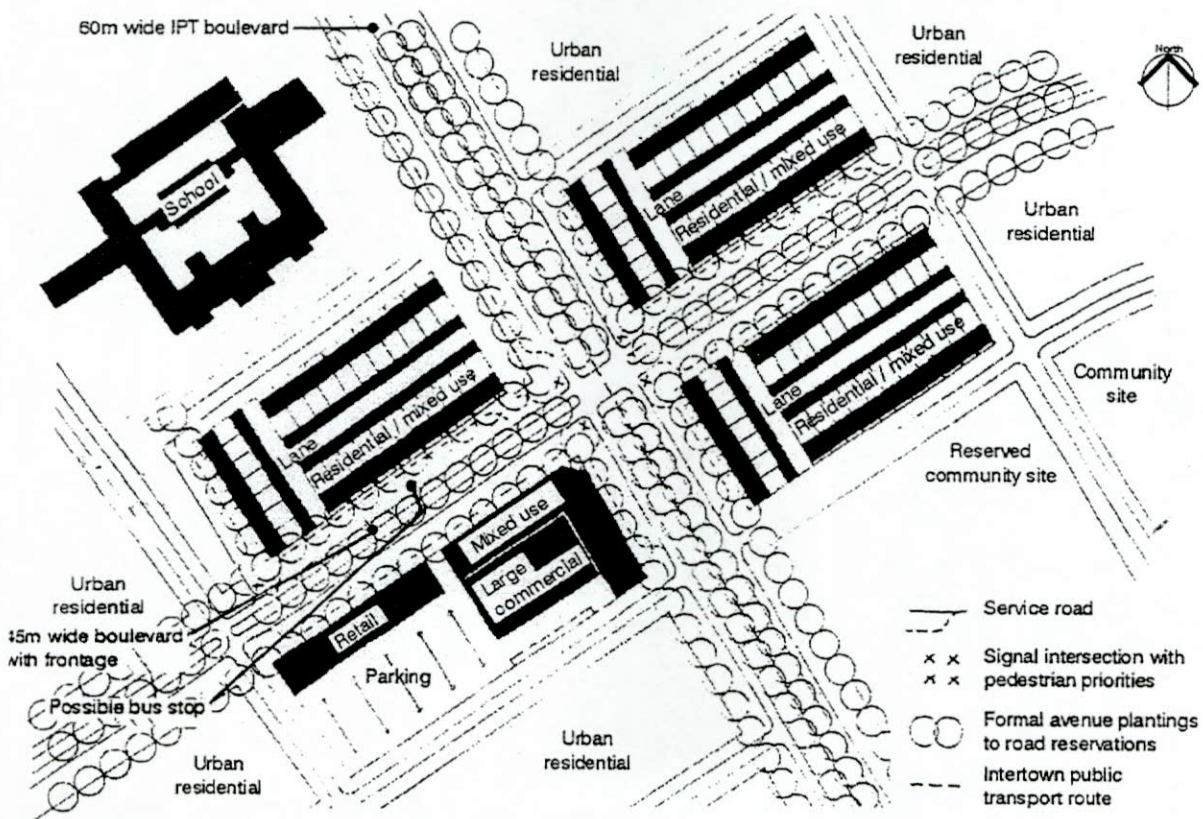 60m wide IPT boulevard
Urban
residential
Urban
residential
North
School
Lane
Residential / mixed use
Urban
residential
Lane
Residential / mixed use
Lane
Residential / mixed use
Community
site
Reserved
community site
Mixed use
Large
commercial
Urban
residential
45m wide boulevard
with frontage
Retail
Parking
Possible bus stop
Urban
residential
Urban
residential
Service road
Signal intersection with
pedestrian priorities
Formal avenue plantings
to road reservations
Intertown public
transport route